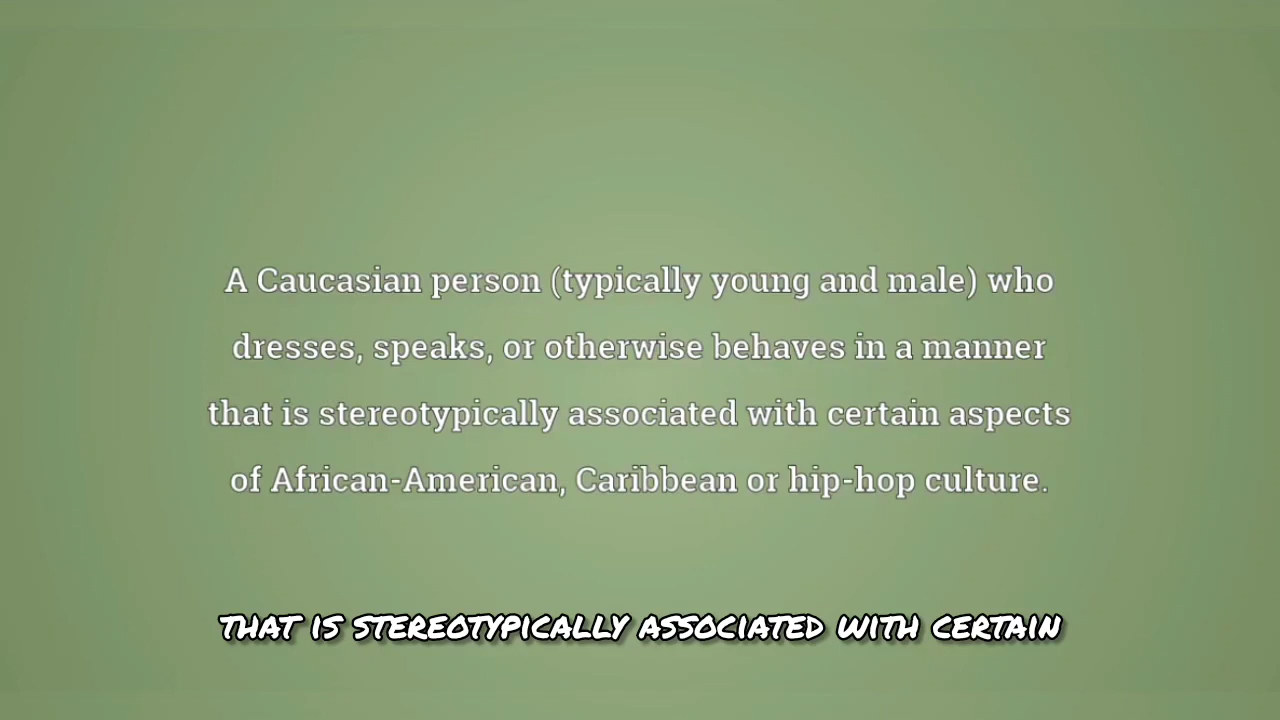 A Caucasian person (typically young and male) who
dresses, speaks, or otherwise behaves in a manner
that is stereotypically associated with certain aspects
of African-American, Caribbean or hip-hop culture.
THAT IS STEREOTYPICALLY ASSOCIATED WITH CERTAIN